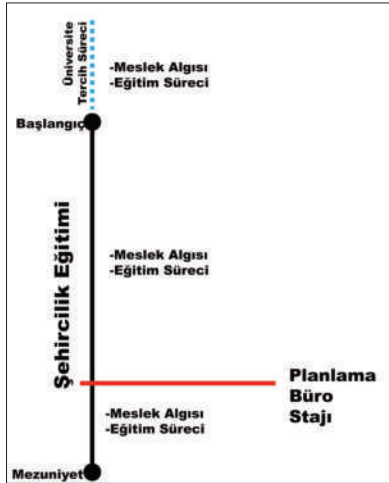 Üniversite
Tercih Süreci
-Meslek Algısı
-Eğitim Süreci
Başlangıç
Şehircilik Eğitimi
-Meslek Algısı
-Eğitim Süreci
Planlama
Büro
Stajı
-Meslek Algısı
-Eğitim Süreci
Mezuniyet